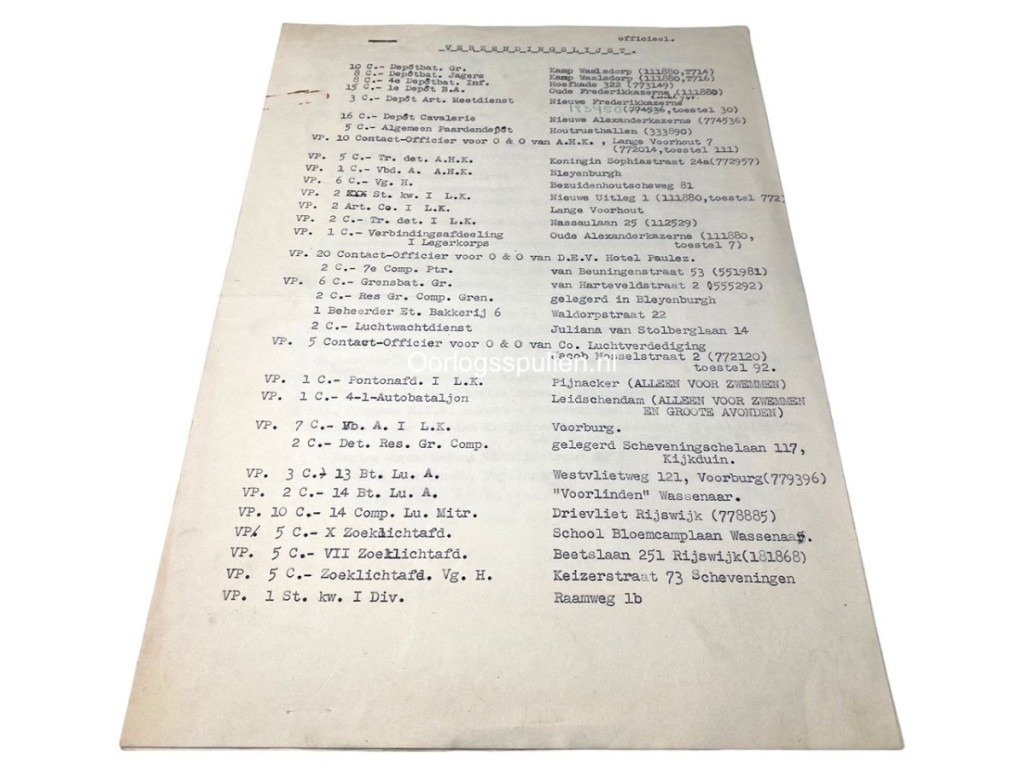 officieel.
VERZENDINGSLIJST.
10 C.- Depôtbat. Gr. Kamp Waalsdorp (111880,T714)
8 C.- Depôtbat. Jagers Kamp Waalsdorp (111880,T716)
8 C.- 4e Depôtbat. Inf. Hoefkade 322 (773149)
15 C.- 1e Depôt B.A. Oude Frederikkazerne (111880)
3 C.- Depôt Art. Meetdienst Nieuwe Frederikkazerne
183450 (774536,toestel 30)
16 C.- Depôt Cavalerie Nieuwe Alexanderkazerne (774536)
5 C.- Algemeen Paardendepôt Houtrusthallen (333890)
VP. 10 Contact-Officier voor O & O van A.H.K. , Lange Voorhout 7
(772014,toestel 111)
VP. 5 C.- Tr. det. A.H.K. Koningin Sophiastraat 24a(772957)
VP. 1 C.- Vbd. A. A.H.K. Bleyenburgh
VP. 6 C.- Vg. H. Bezuidenhoutscheweg 81
VP. 2 St. kw. I L.K. Nieuwe Uitleg 1 (111880,toestel 772)
VP. 2 Art. Co. I L.K. Lange Voorhout
VP. 2 C.- Tr. det. I L.K. Nassaulaan 25 (112529)
VP. 1 C.- Verbindingsafdeeling Oude Alexanderkazerne (111880,
I Legerkorps toestel 7)
VP. 20 Contact-Officier voor O & O van D.E.V. Hotel Paulez.
2 C.- 7e Comp. Ptr. van Beuningenstraat 53 (551981)
VP. 6 C.- Grensbat. Gr. van Harteveldstraat 2 (555292)
2 C.- Res Gr. Comp. Gren. gelegerd in Bleyenburgh
1 Beheerder Et. Bakkerij 6 Waldorpstraat 22
2 C.- Luchtwachtdienst Juliana van Stolberglaan 14
VP. 5 Contact-Officier voor O & O van Co. Luchtverdediging
Jacob Mosselstraat 2 (772120)
toestel 92.
Oorlogsspullen.nl
VP. 1 C.- Pontonafd. I L.K. Pijnacker (ALLEEN VOOR ZWEMMEN)
VP. 1 C.- 4-1-Autobataljon Leidschendam (ALLEEN VOOR ZWEMMEN
EN GROOTE AVONDEN)
VP. 7 C.- Vb. A. I L.K. Voorburg.
2 C.- Det. Res. Gr. Comp. gelegerd Scheveningschelaan 117,
Kijkduin.
VP. 3 C.- 13 Bt. Lu. A. Westvlietweg 121, Voorburg(779396)
VP. 2 C.- 14 Bt. Lu. A. "Voorlinden" Wassenaar.
VP. 10 C.- 14 Comp. Lu. Mitr. Drievliet Rijswijk (778885)
VP. 5 C.- X Zoeklichtafd. School Bloemcamplaan Wassenaar.
VP. 5 C.- VII Zoeklichtafd. Beetslaan 251 Rijswijk(181868)
VP. 5 C.- Zoeklichtafd. Vg. H. Keizerstraat 73 Scheveningen
VP. 1 St. kw. I Div. Raamweg 1b